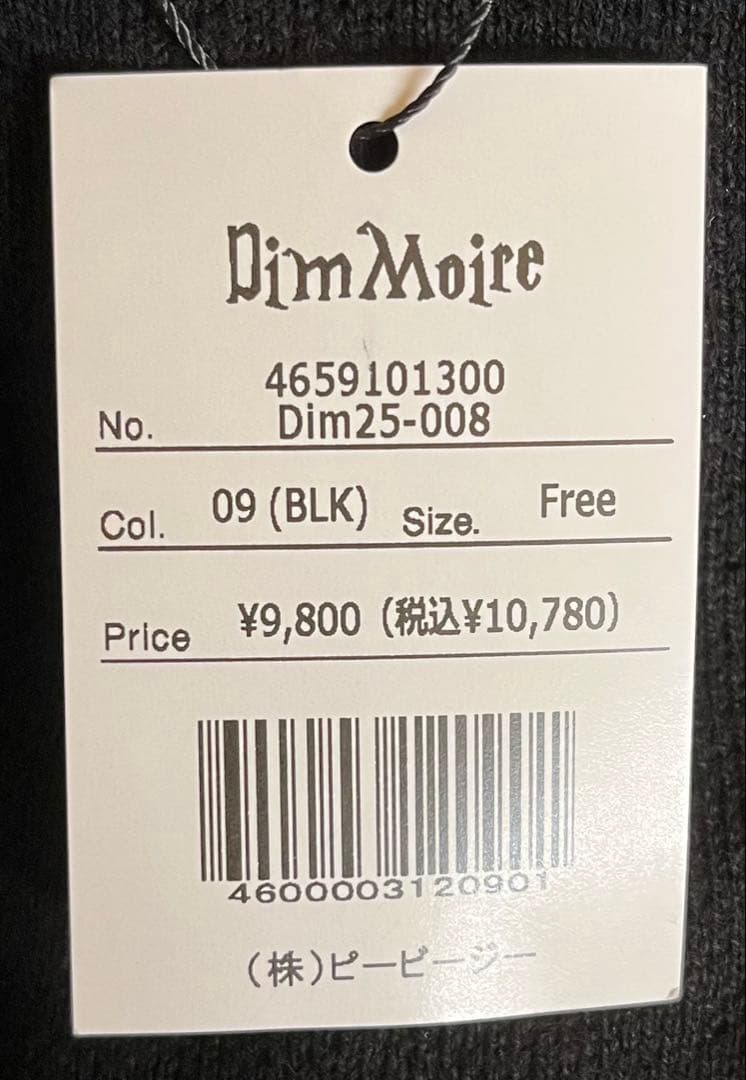 Dim Moire
4659101300
No. Dim25-008
Col. 09 (BLK) Size. Free
Price ¥9,800 (税込¥10,780)
4600003120901
(株)ピーピージー